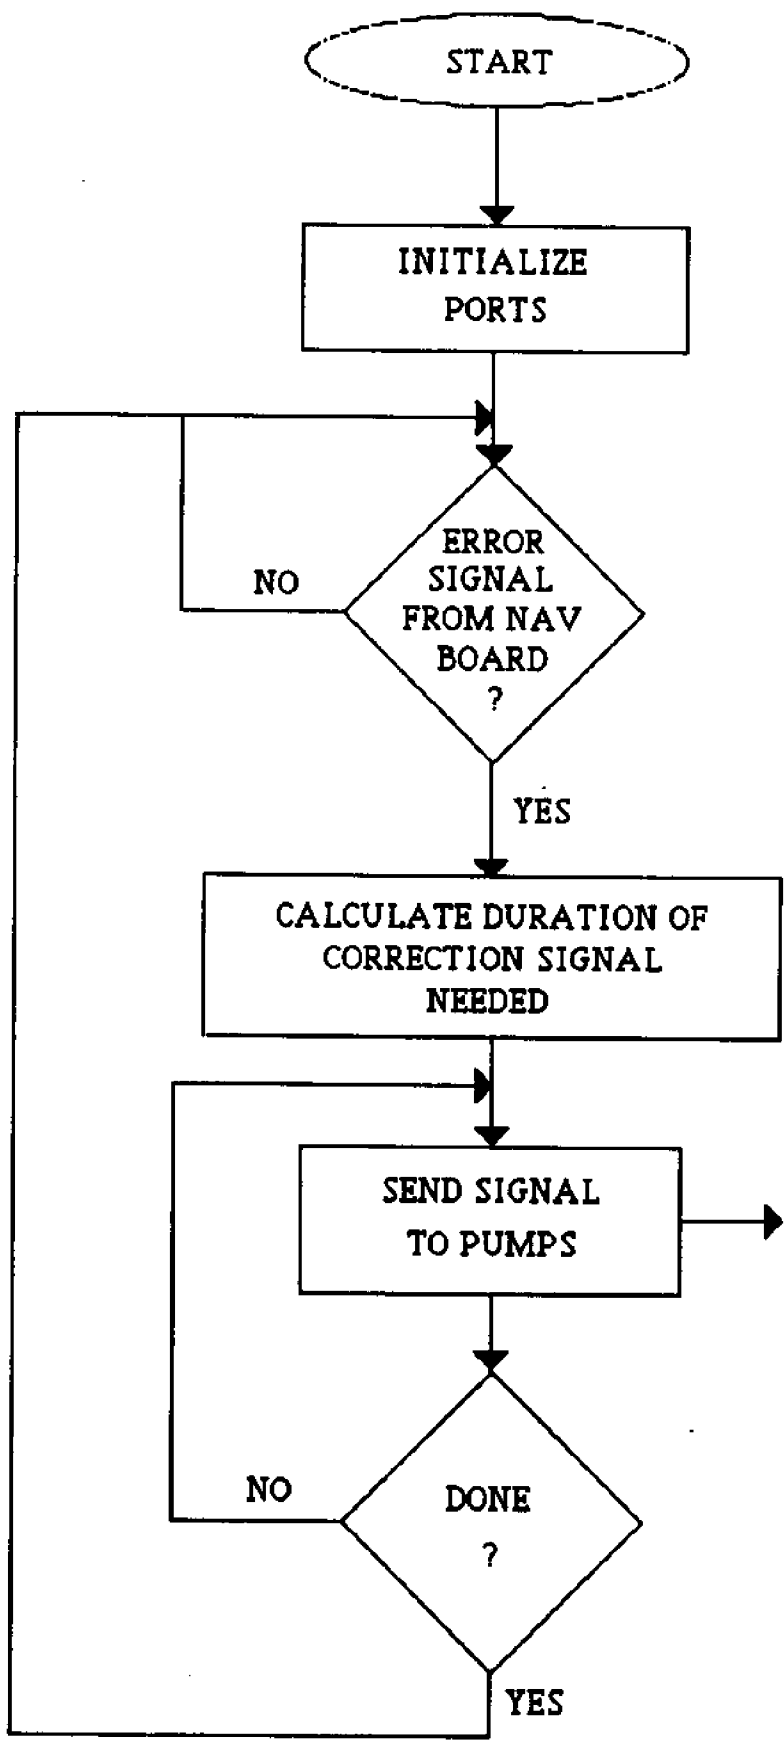 START
INITIALIZE
PORTS
ERROR
SIGNAL
FROM NAV
BOARD
?
NO
YES
CALCULATE DURATION OF
CORRECTION SIGNAL
NEEDED
SEND SIGNAL
TO PUMPS
NO
DONE
?
YES